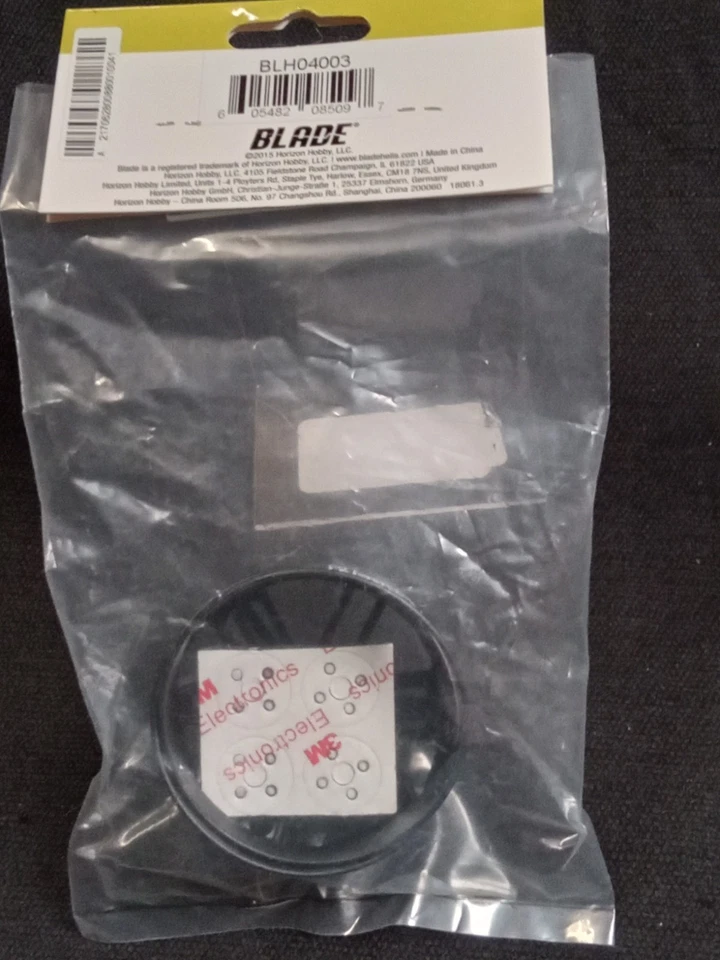 BLH04003
6 05482 08509 7
A 217062800880010041
BLADE®
©2015 Horizon Hobby, LLC.
Blade is a registered trademark of Horizon Hobby, LLC. | www.bladehelis.com | Made in China
Horizon Hobby, LLC, 4105 Fieldstone Road Champaign, IL 61822 USA
Horizon Hobby Limited, Units 1-4 Ployters Rd, Staple Tye, Harlow, Essex, CM18 7NS, United Kingdom
Horizon Hobby GmbH, Christian-Junge-Straße 1, 25337 Elmshorn, Germany
Horizon Hobby – China Room 506, No. 97 Changshou Rd., Shanghai, China 200060 18061.3
Electronics
Electronics
3M